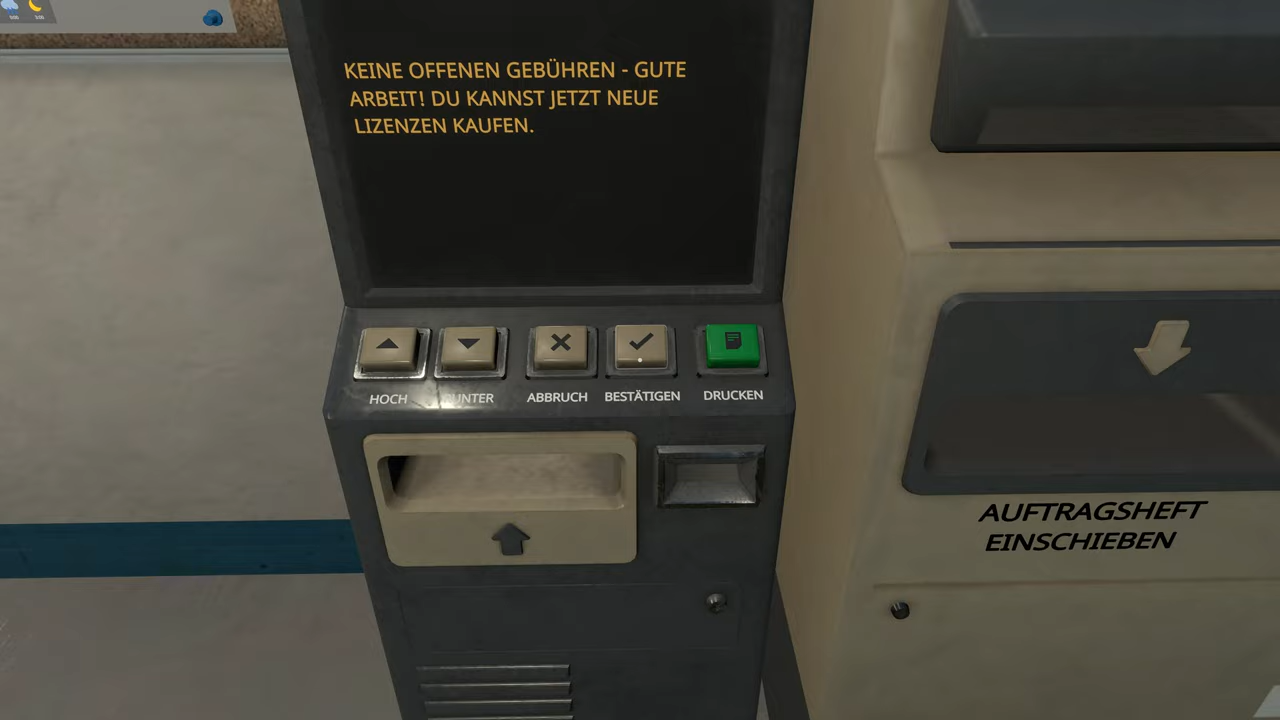 KEINE OFFENEN GEBÜHREN - GUTE
ARBEIT! DU KANNST JETZT NEUE
LIZENZEN KAUFEN.
HOCH
RUNTER
ABBRUCH
BESTÄTIGEN
DRUCKEN
AUFTRAGSHEFT
EINSCHIEBEN